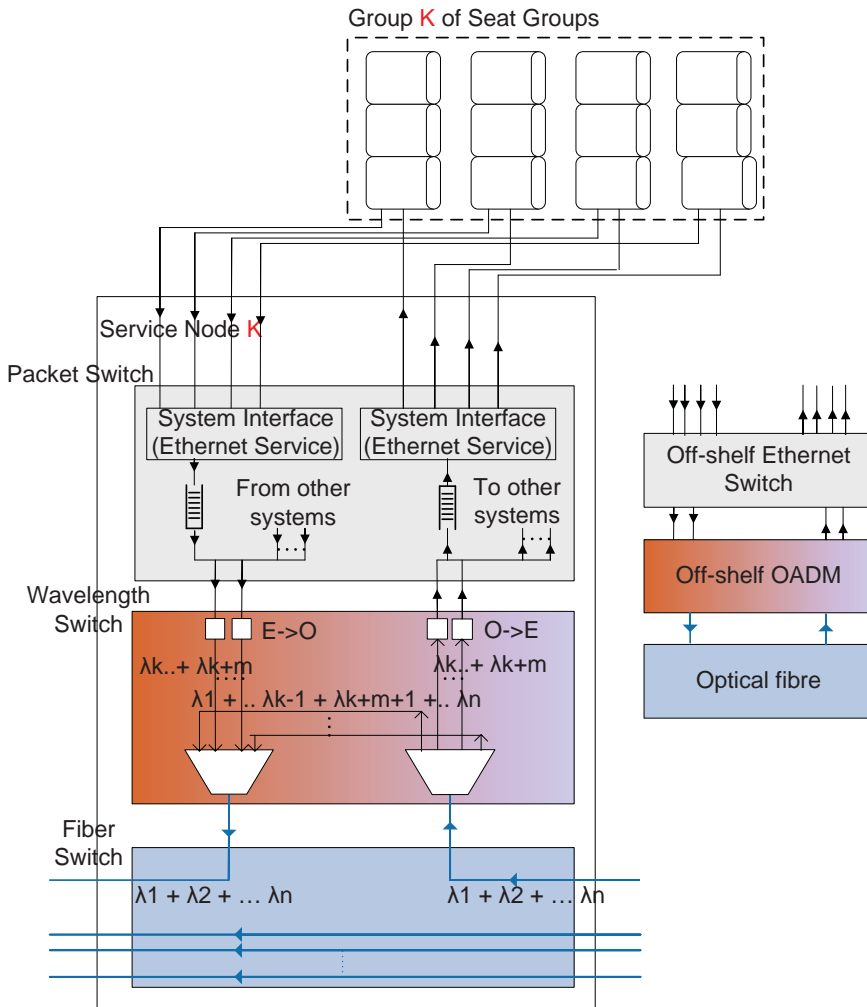 Group K of Seat Groups
Service Node K
Packet Switch
System Interface
(Ethernet Service)
System Interface
(Ethernet Service)
From other
systems
....
To other
systems
....
Wavelength
Switch
E->O
O->E
λk..+ λk+m
....
λk..+ λk+m
....
λ1 + .. λk-1 + λk+m+1 +.. λn
Fiber
Switch
λ1 + λ2 + … λn
λ1 + λ2 + … λn
Off-shelf Ethernet
Switch
Off-shelf OADM
Optical fibre